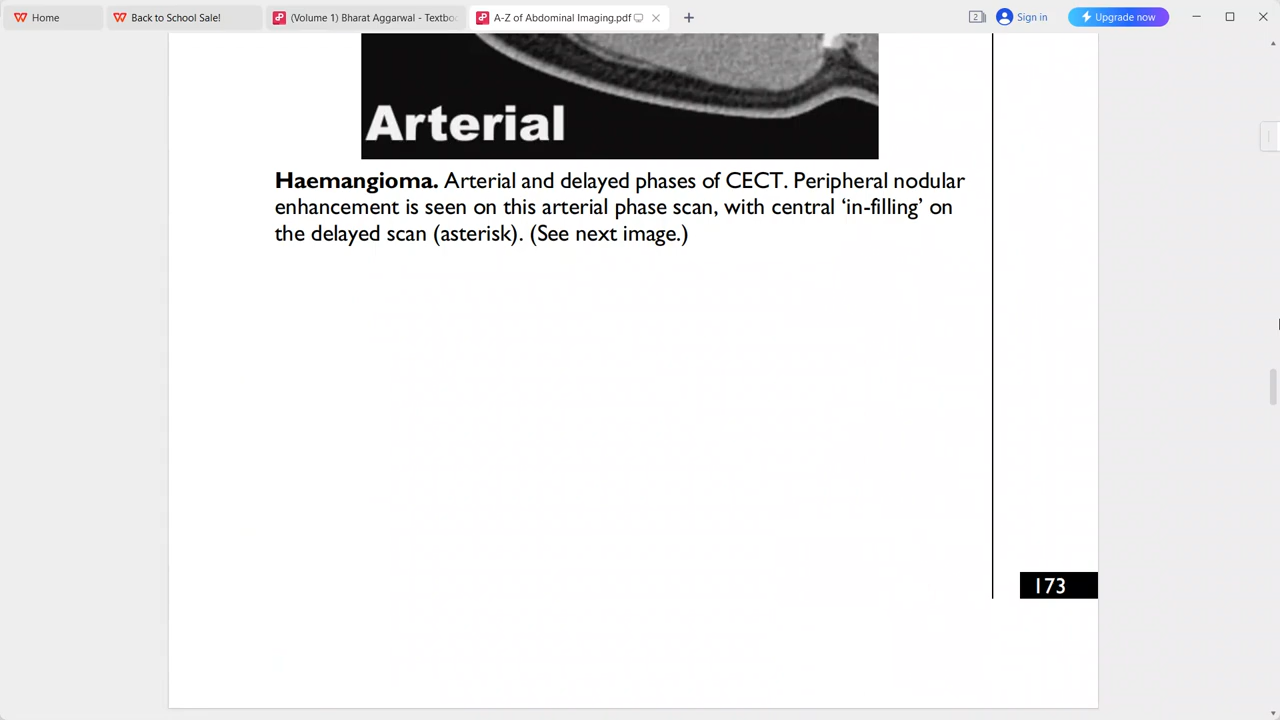 Home
Back to School Sale!
(Volume 1) Bharat Aggarwal - Textbo
A-Z of Abdominal Imaging.pdf
2
Sign in
Upgrade now
Arterial
Haemangioma. Arterial and delayed phases of CECT. Peripheral nodular
enhancement is seen on this arterial phase scan, with central ‘in-filling’ on
the delayed scan (asterisk). (See next image.)
173